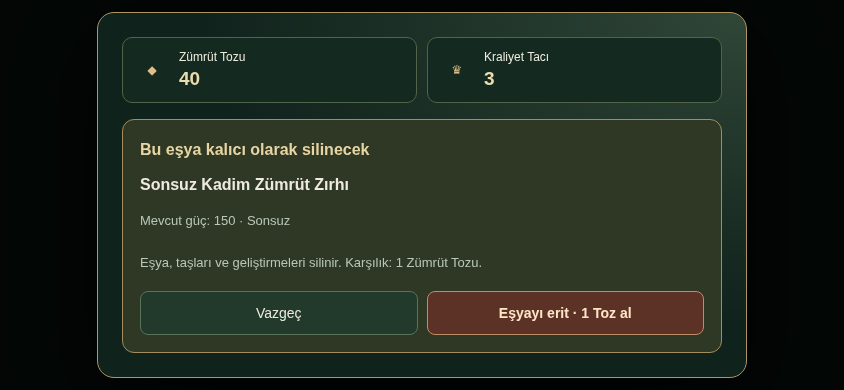 Zümrüt Tozu
40
Kraliyet Tacı
3
Bu eşya kalıcı olarak silinecek
Sonsuz Kadim Zümrüt Zırhı
Mevcut güç: 150 · Sonsuz
Eşya, taşları ve geliştirmeleri silinir. Karşılık: 1 Zümrüt Tozu.
Vazgeç
Eşyayı erit · 1 Toz al